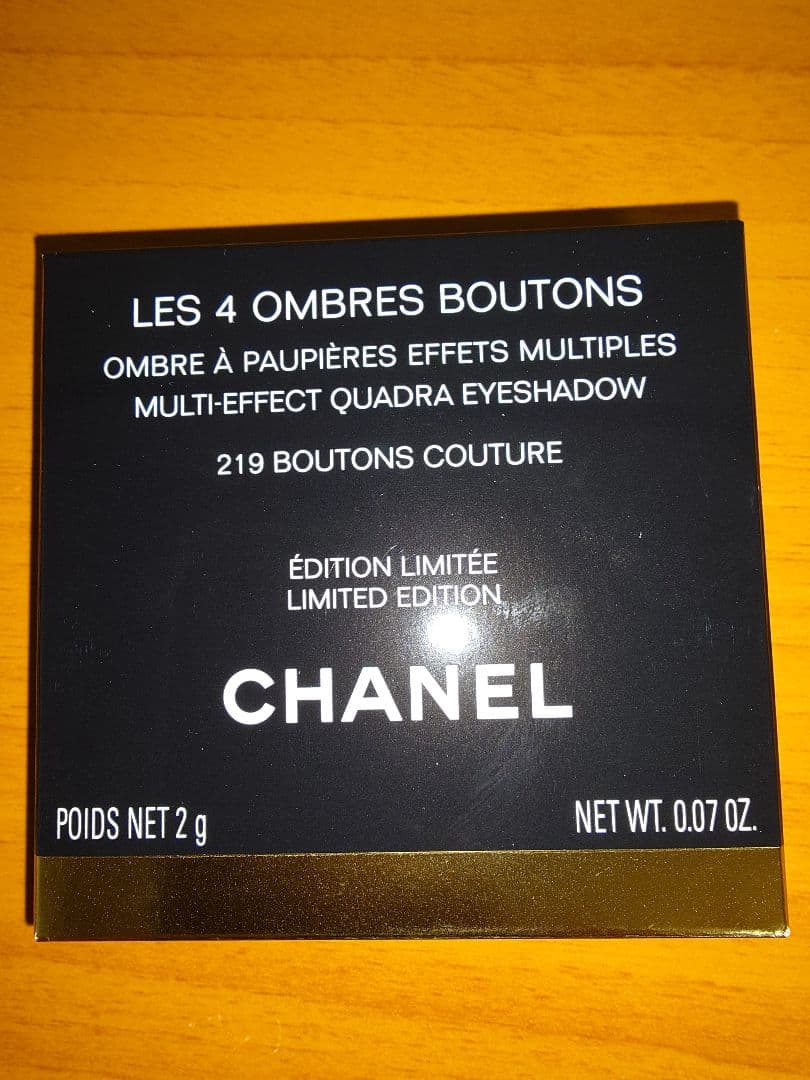 LES 4 OMBRES BOUTONS
OMBRE À PAUPIÈRES EFFETS MULTIPLES
MULTI-EFFECT QUADRA EYESHADOW
219 BOUTONS COUTURE
ÉDITION LIMITÉE
LIMITED EDITION
CHANEL
POIDS NET 2 g
NET WT. 0.07 OZ.